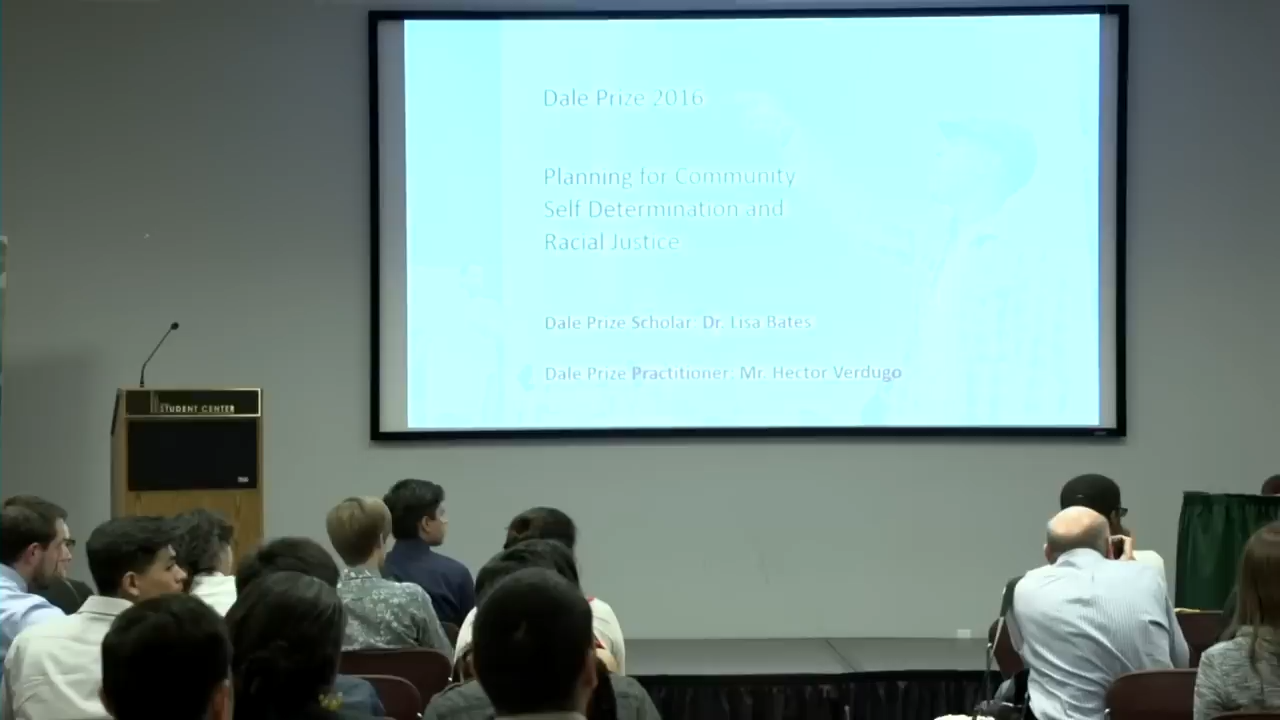 Dale Prize 2016
Planning for Community
Self Determination and
Racial Justice
Dale Prize Scholar: Dr. Lisa Bates
Dale Prize Practitioner: Mr. Hector Verdugo
STUDENT CENTER